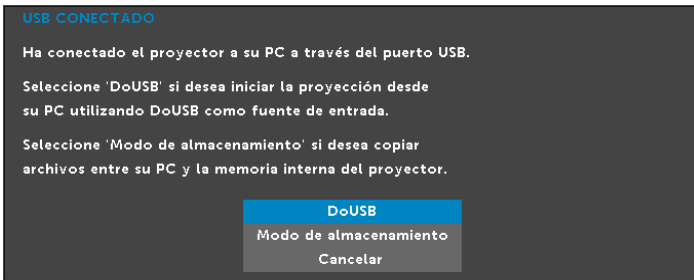 USB CONECTADO
Ha conectado el proyector a su PC a través del puerto USB.
Seleccione 'DoUSB' si desea iniciar la proyección desde
su PC utilizando DoUSB como fuente de entrada.
Seleccione 'Modo de almacenamiento' si desea copiar
archivos entre su PC y la memoria interna del proyector.
DoUSB
Modo de almacenamiento
Cancelar